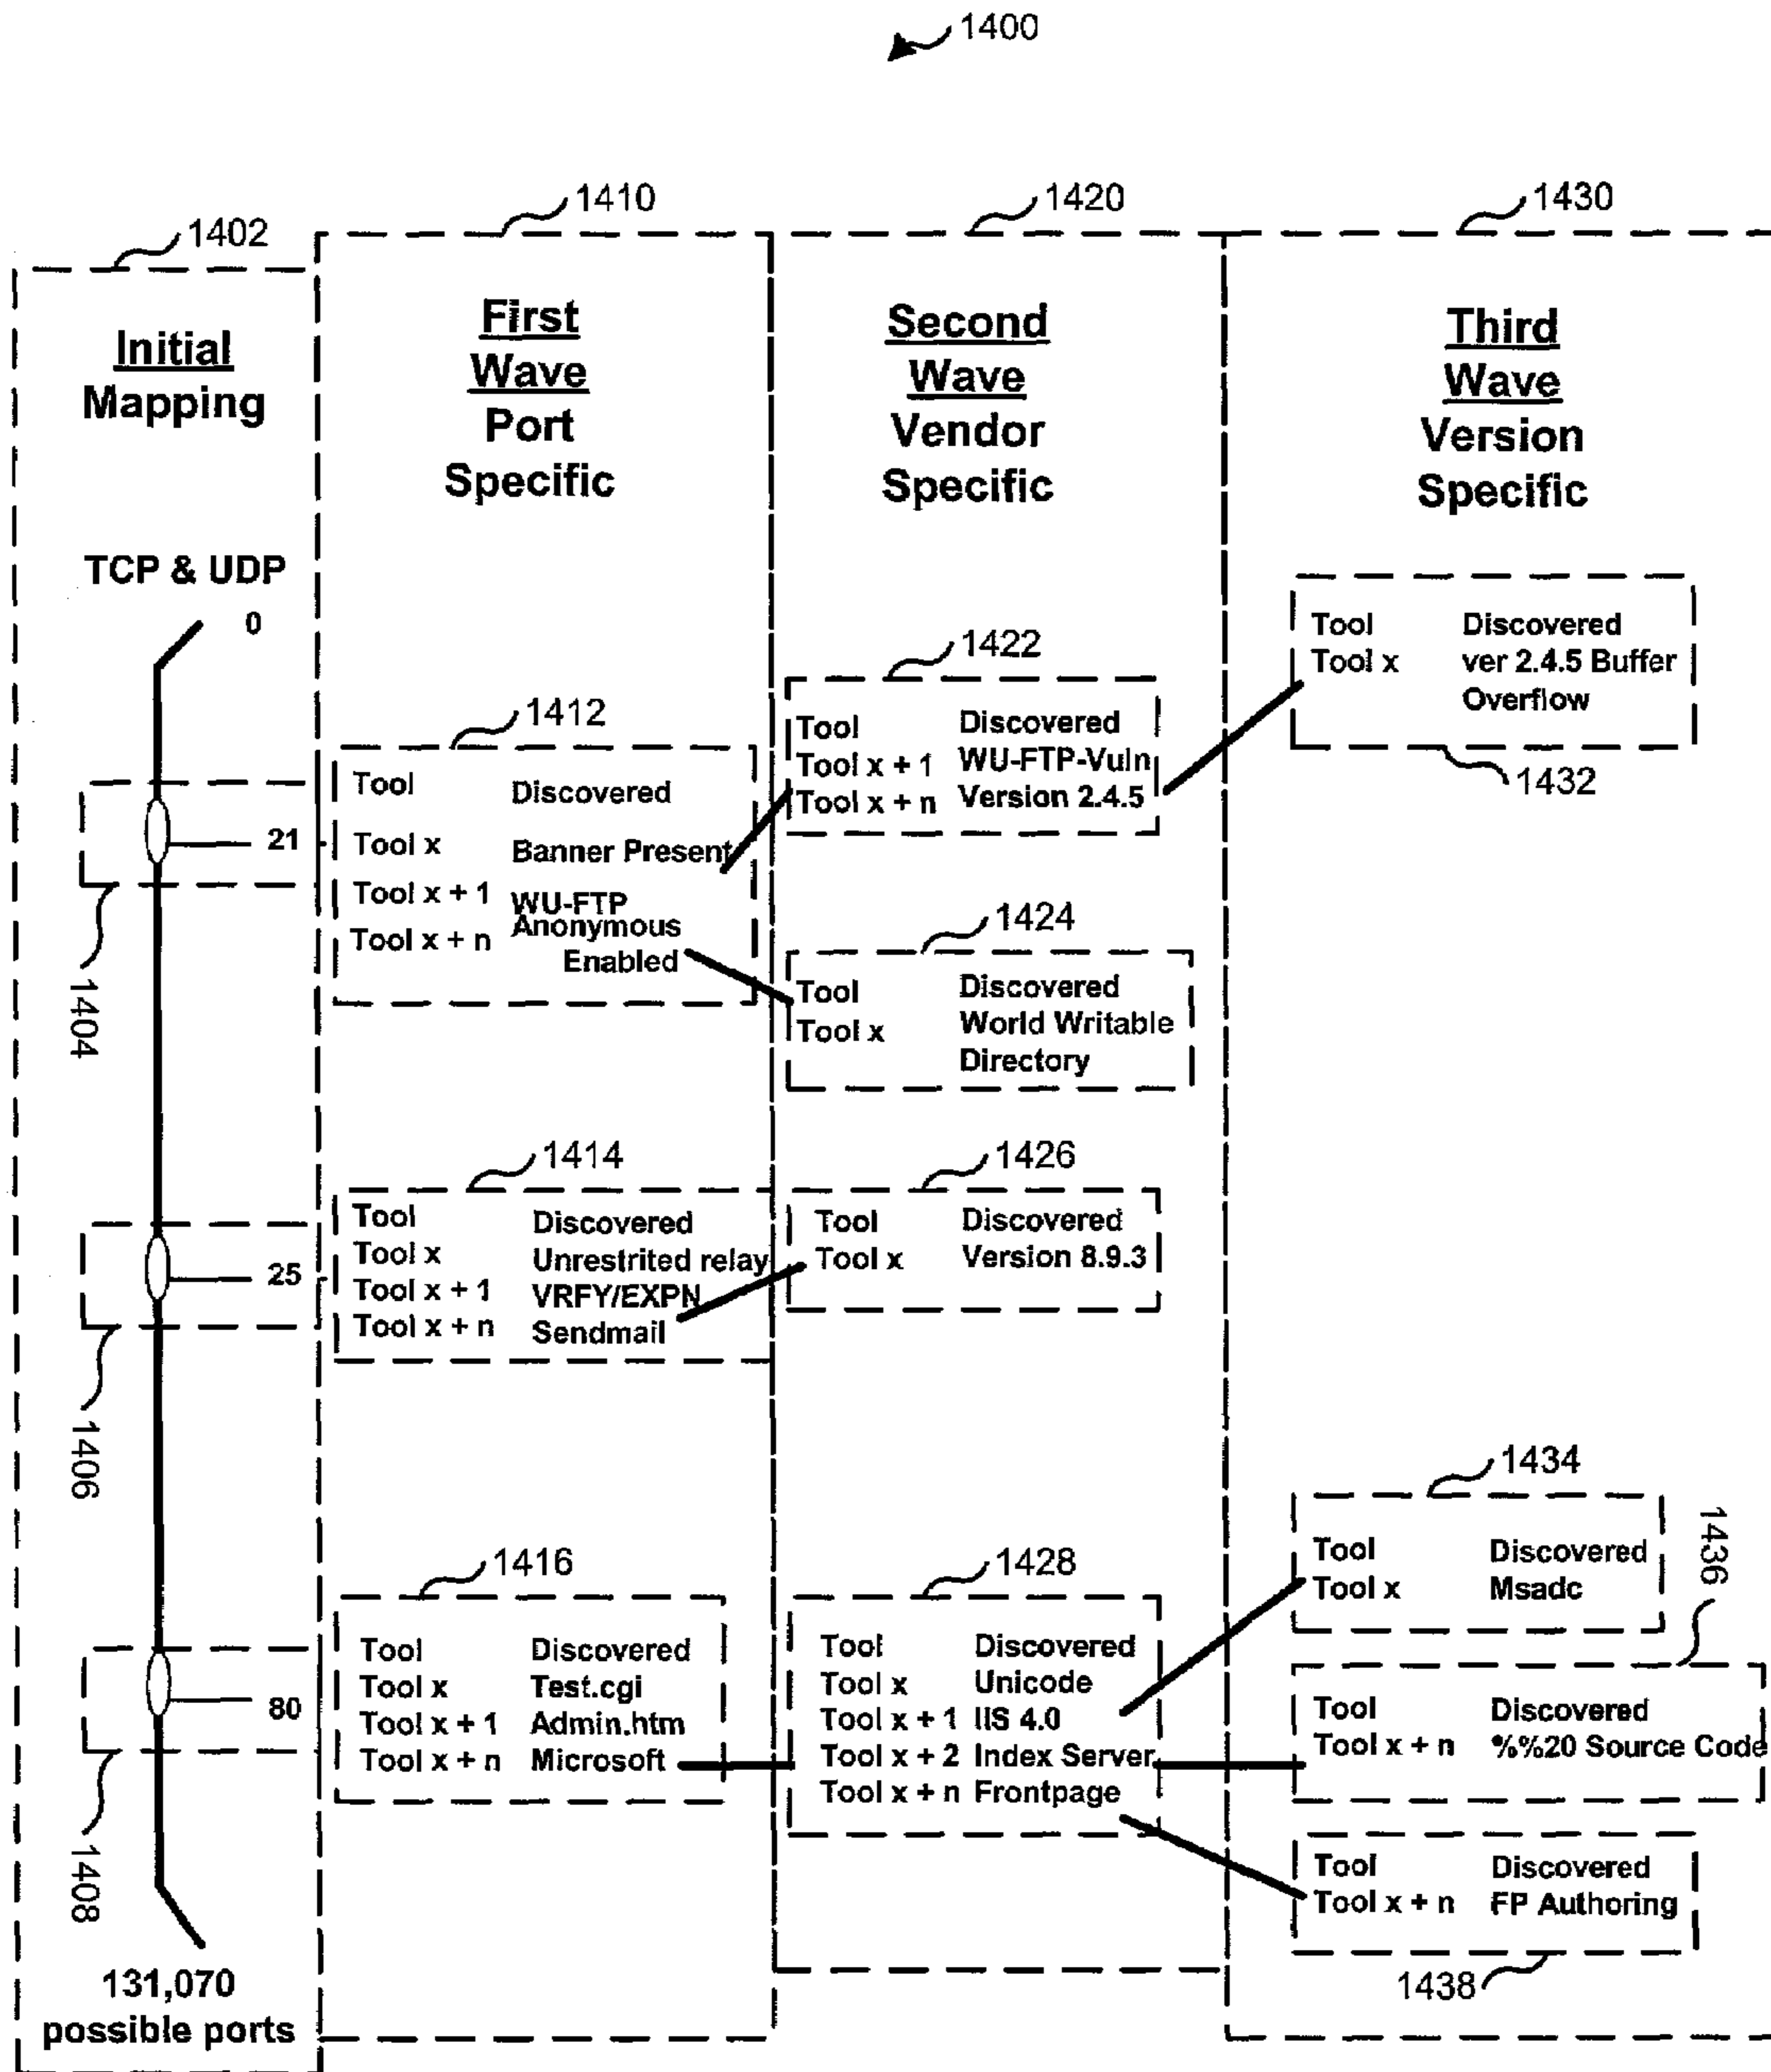 1400
1402
Initial
Mapping
TCP & UDP
0
21
1404
25
1406
80
1408
131,070
possible ports
1410
First
Wave
Port
Specific
1412
Tool Discovered
Tool x Banner Present
Tool x + 1 WU-FTP
Tool x + n Anonymous
Enabled
1414
Tool Discovered
Tool x Unrestrited relay
Tool x + 1 VRFY/EXPN
Tool x + n Sendmail
1416
Tool Discovered
Tool x Test.cgi
Tool x + 1 Admin.htm
Tool x + n Microsoft
1420
Second
Wave
Vendor
Specific
1422
Tool Discovered
Tool x + 1 WU-FTP-Vuln
Tool x + n Version 2.4.5
1424
Tool Discovered
Tool x World Writable
Directory
1426
Tool Discovered
Tool x Version 8.9.3
1428
Tool Discovered
Tool x Unicode
Tool x + 1 IIS 4.0
Tool x + 2 Index Server
Tool x + n Frontpage
1430
Third
Wave
Version
Specific
Tool Discovered
Tool x ver 2.4.5 Buffer
Overflow
1432
1434
Tool Discovered
Tool x Msadc
1436
Tool Discovered
Tool x + n %%20 Source Code
Tool Discovered
Tool x + n FP Authoring
1438